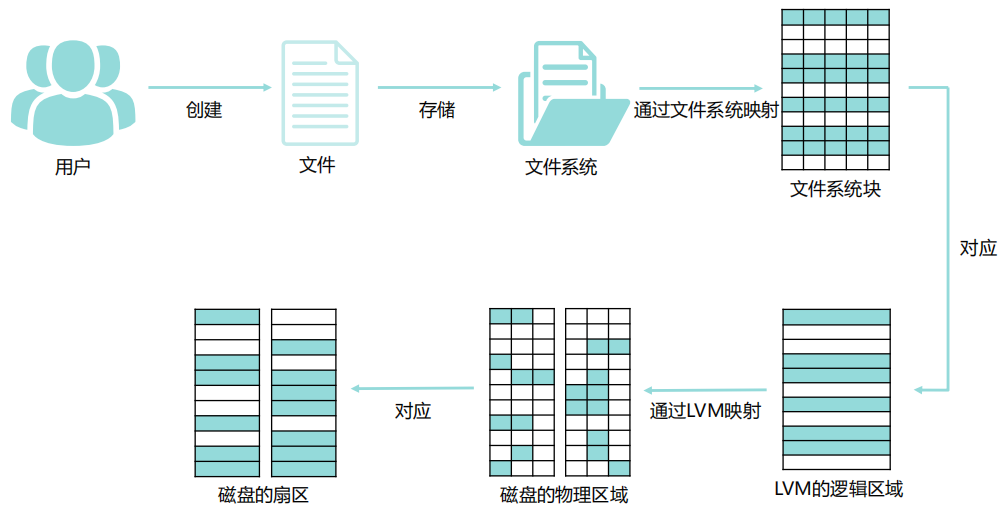 创建
存储
通过文件系统映射
用户
文件
文件系统
文件系统块
对应
对应
通过LVM映射
磁盘的扇区
磁盘的物理区域
LVM的逻辑区域